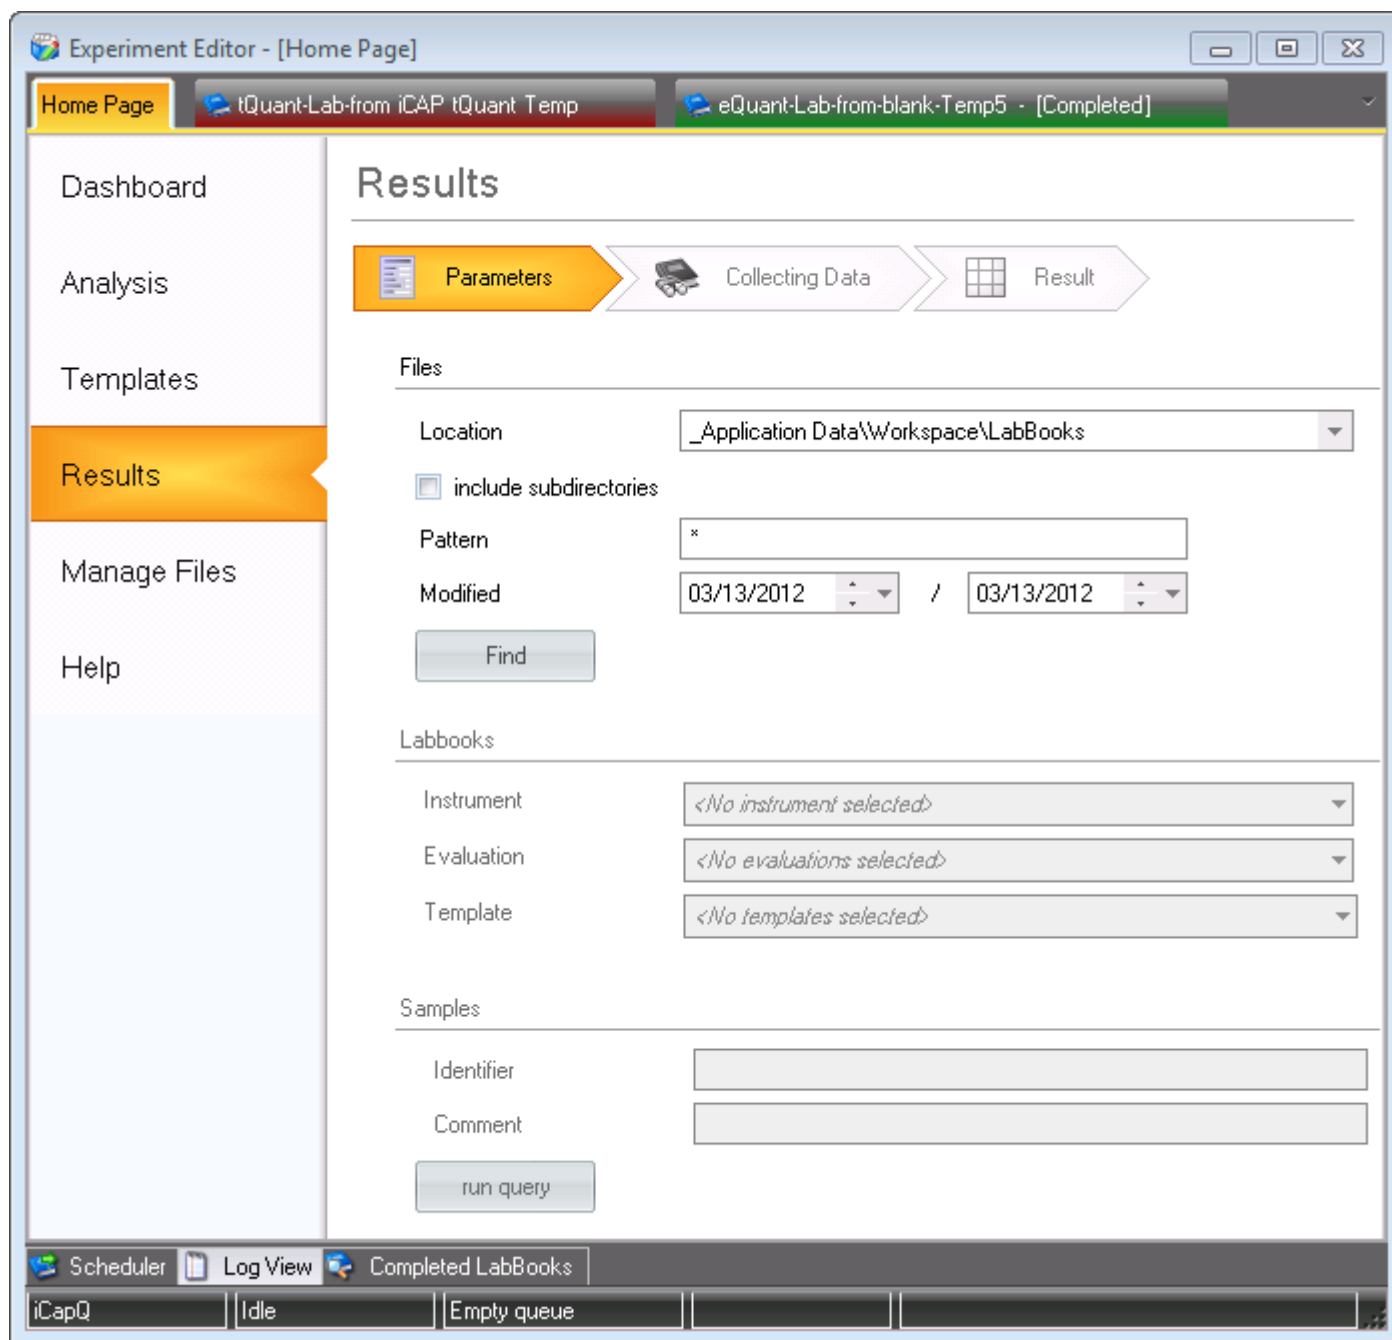 Experiment Editor - [Home Page]
Home Page tQuant-Lab-from iCAP tQuant Temp eQuant-Lab-from-blank-Temp5 - [Completed]
Dashboard
Analysis
Templates
Results
Manage Files
Help
Results
Parameters Collecting Data Result
Files
Location _Application Data\Workspace\LabBooks
include subdirectories
Pattern *
Modified 03/13/2012 / 03/13/2012
Find
Labbooks
Instrument <No instrument selected>
Evaluation <No evaluations selected>
Template <No templates selected>
Samples
Identifier
Comment
run query
Scheduler Log View Completed LabBooks
iCapQ Idle Empty queue